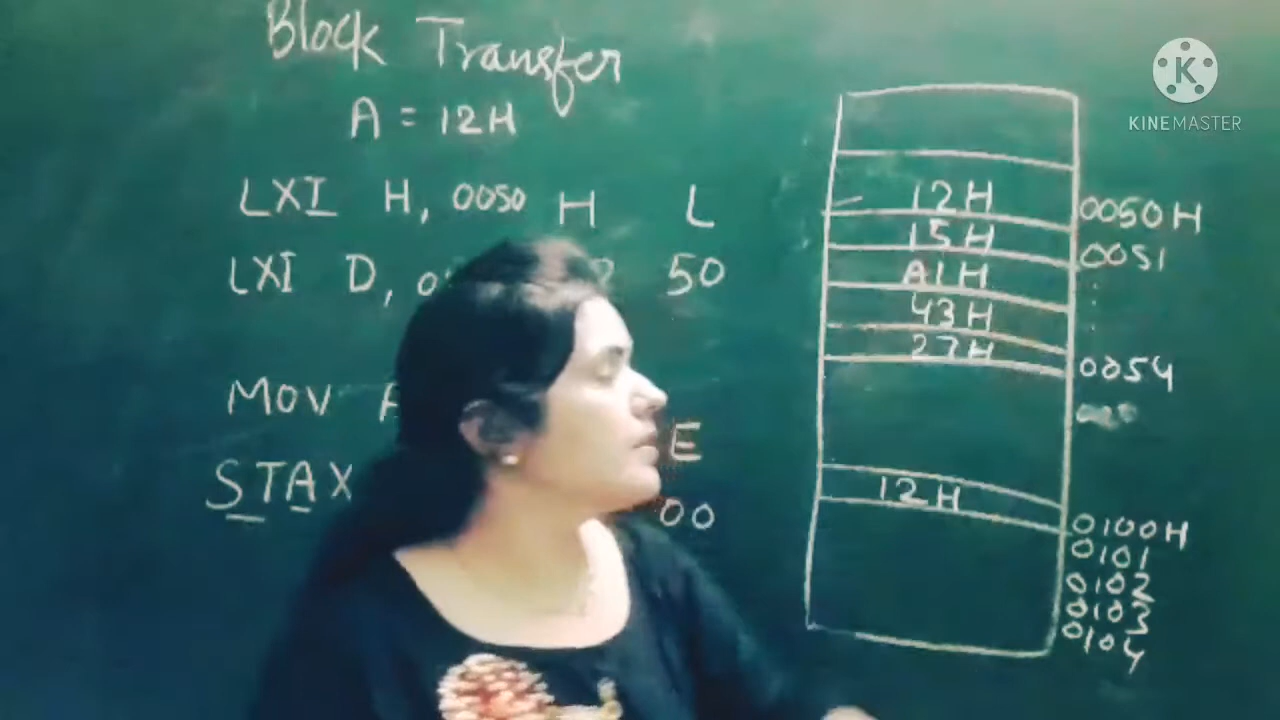 Block Transfer
A = 12H
LXI H, 0050 H L
LXI D, 50
MOV
STAX E
00
12H 0050H
15H 0051
A1H
43H
27H 0054
12H 0100H
0101
0102
0103
0104
KINEMASTER